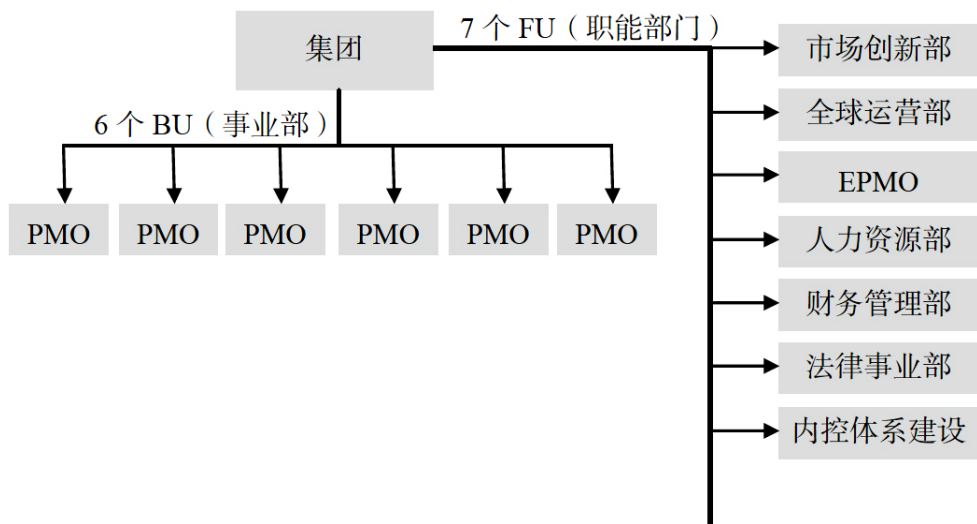 集团
7 个 FU（职能部门）
6 个 BU（事业部）
PMO
PMO
PMO
PMO
PMO
PMO
市场创新部
全球运营部
EPMO
人力资源部
财务管理部
法律事业部
内控体系建设